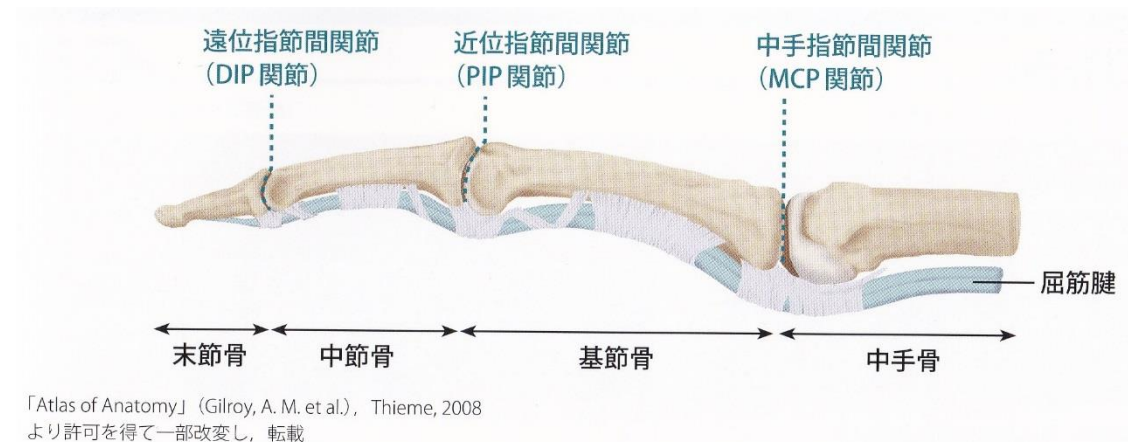 遠位指節間関節
（DIP 関節）
近位指節間関節
（PIP 関節）
中手指節間関節
（MCP 関節）
屈筋腱
末節骨
中節骨
基節骨
中手骨
「Atlas of Anatomy」（Gilroy, A. M. et al.），Thieme, 2008
より許可を得て一部改変し，転載